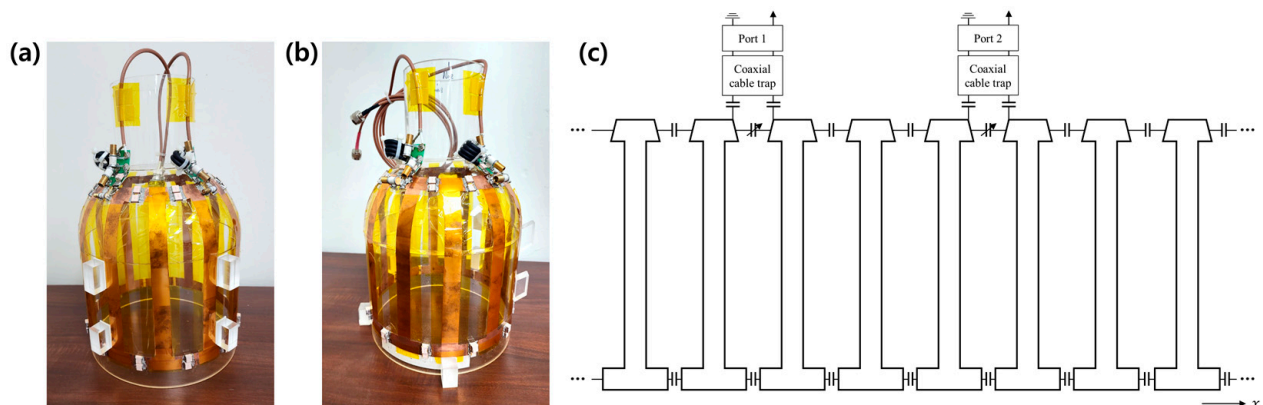 (a)
(b)
(c)
Port 1
Coaxial
cable trap
Port 2
Coaxial
cable trap
...
...
...
...
x